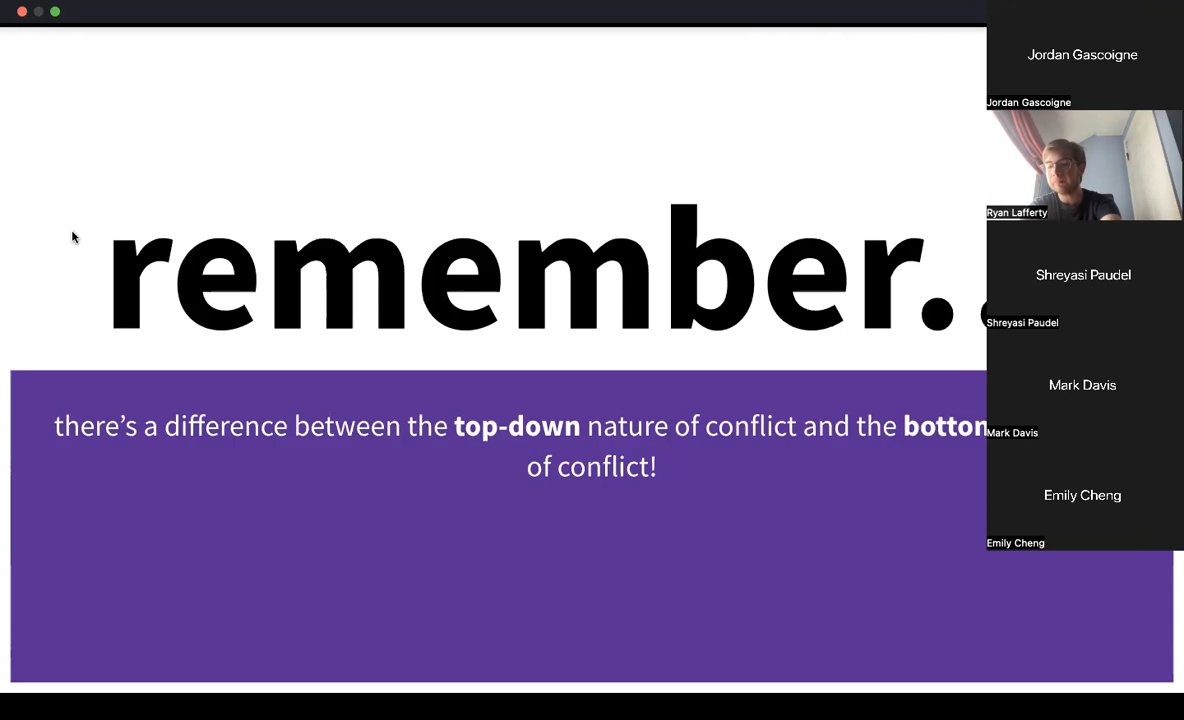 Jordan Gascoigne
Jordan Gascoigne
Ryan Lafferty
remember.
Shreyasi Paudel
Shreyasi Paudel
Mark Davis
there’s a difference between the top-down nature of conflict and the
Mark Davis
of conflict!
Emily Cheng
Emily Cheng